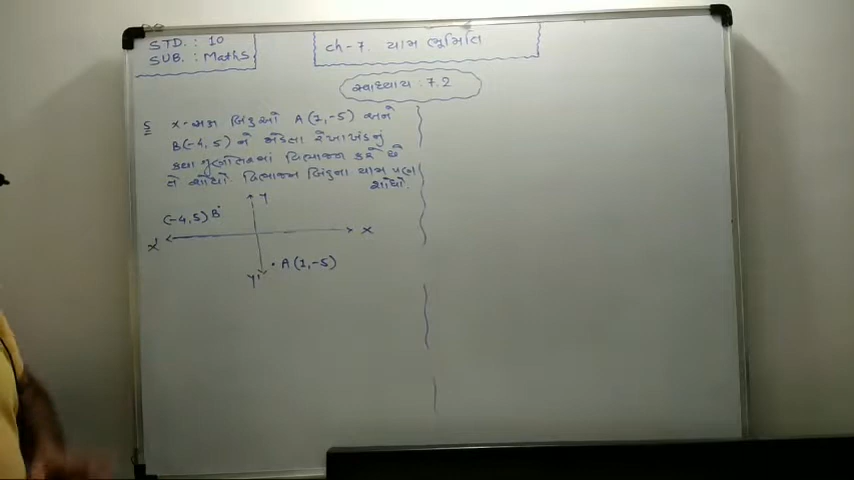 STD. : 10
SUB. : Maths
ch-7. યામ ભૂમિતિ
સ્વાધ્યાય : 7.2
5 x-અક્ષ બિંદુઓ A(1,-5) અને
B(-4,5) ને જોડતા રેખાખંડનું
કયા ગુણોત્તરમાં વિભાજન કરે છે
તે શોધો. વિભાજન બિંદુના યામ પણ
શોધો.
Y
(-4,5) B
X
X'
A(1,-5)
Y'